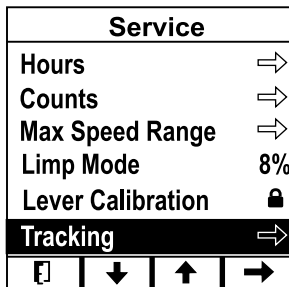 Service
Hours
Counts
Max Speed Range
Limp Mode 8%
Lever Calibration
Tracking